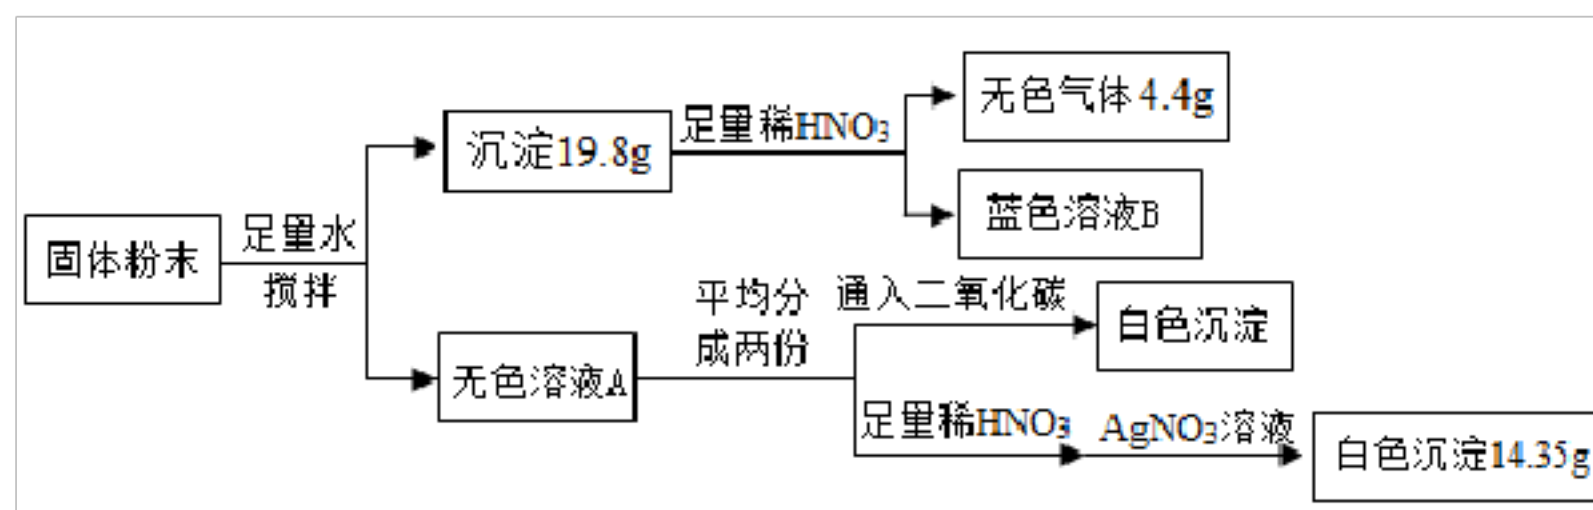 无色气体4.4g
足量稀HNO₃
沉淀19.8g
蓝色溶液B
足量水
固体粉末
搅拌
平均分
通入二氧化碳
成两份
白色沉淀
无色溶液A
足量稀HNO₃
AgNO₃溶液
白色沉淀14.35g